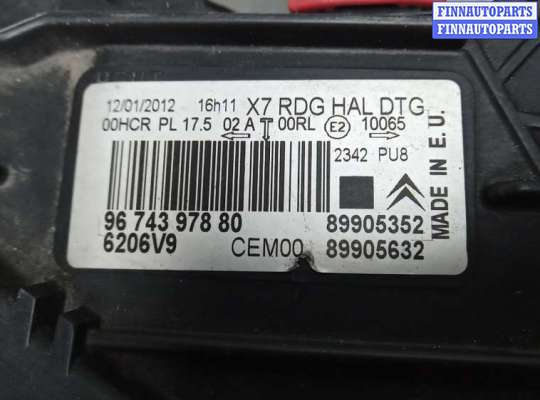 FINNAUTOPARTS
FINNAUTOPARTS
FINNAUTOPARTS
12/01/2012 16h11 X7 RDG HAL DTG
00HCR PL 17.5 02 A 00RL E2 10065
2342 PU8
96 743 978 80 89905352
6206V9 CEM00 89905632
MADE IN E.U.